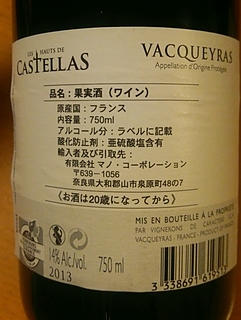 LES HAUTS DE
CASTELLAS
VACQUEYRAS
Appellation d'Origine Protégée
品名：果実酒（ワイン）
原産国：フランス
内容量：750ml
アルコール分：ラベルに記載
酸化防止剤：亜硫酸塩含有
輸入者及び引取先：
有限会社 マノ・コーポレーション
〒639-1056
奈良県大和郡山市泉原町48の7
《お酒は20歳になってから》
MIS EN BOUTEILLE À LA PROPRIÉTÉ
PAR VIGNERONS DE CARACTÈRE
VACQUEYRAS - FRANCE - PRODUCT OF FRANCE
14% Alc./vol.
750 ml
2013